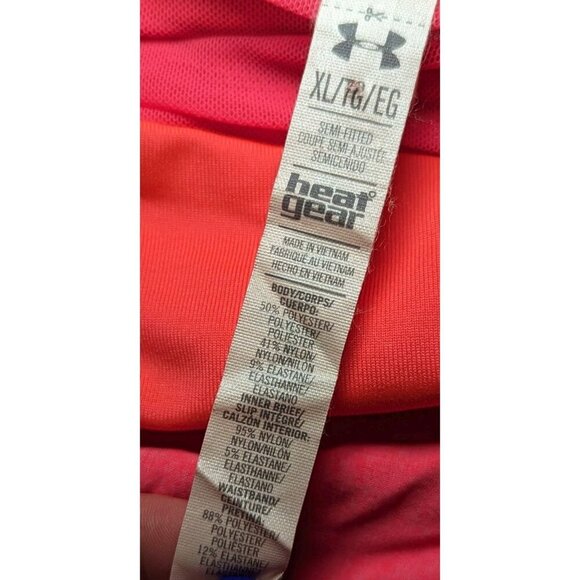 XL/TG/EG
SEMI-FITTED
COUPE SEMI-AJUSTÉE
SEMICENIDO
heat
gear
MADE IN VIETNAM
FABRIQUÉ AU VIETNAM
HECHO EN VIETNAM
BODY/CORPS/
CUERPO:
50% POLYESTER/
POLYESTER/
POLIÉSTER
41% NYLON/
NYLON/NILÓN
9% ELASTANE/
ELASTHANNE/
ELASTANO
INNER BRIEF/
SLIP INTÉGRÉ/
CALZÓN INTERIOR:
95% NYLON/
NYLON/NILÓN
5% ELASTANE/
ELASTHANNE/
ELASTANO
WAISTBAND/
CEINTURE/
PRETINA:
88% POLYESTER/
POLYESTER/
POLIÉSTER
12% ELASTANE/
ELASTHANNE/